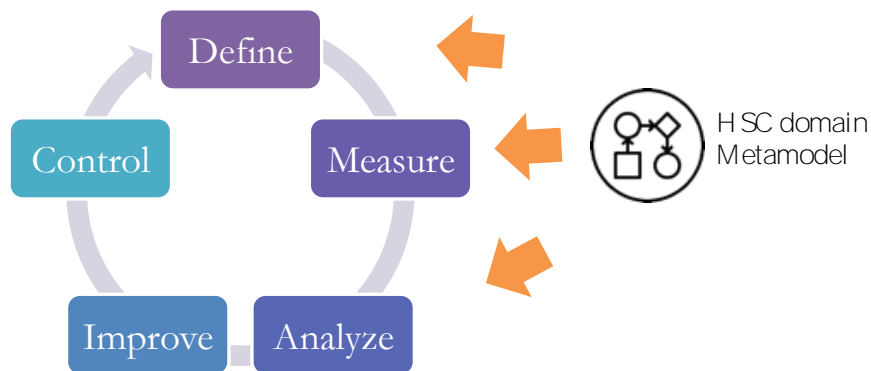 Define
Control
Measure
HSC domain
Metamodel
Improve
Analyze